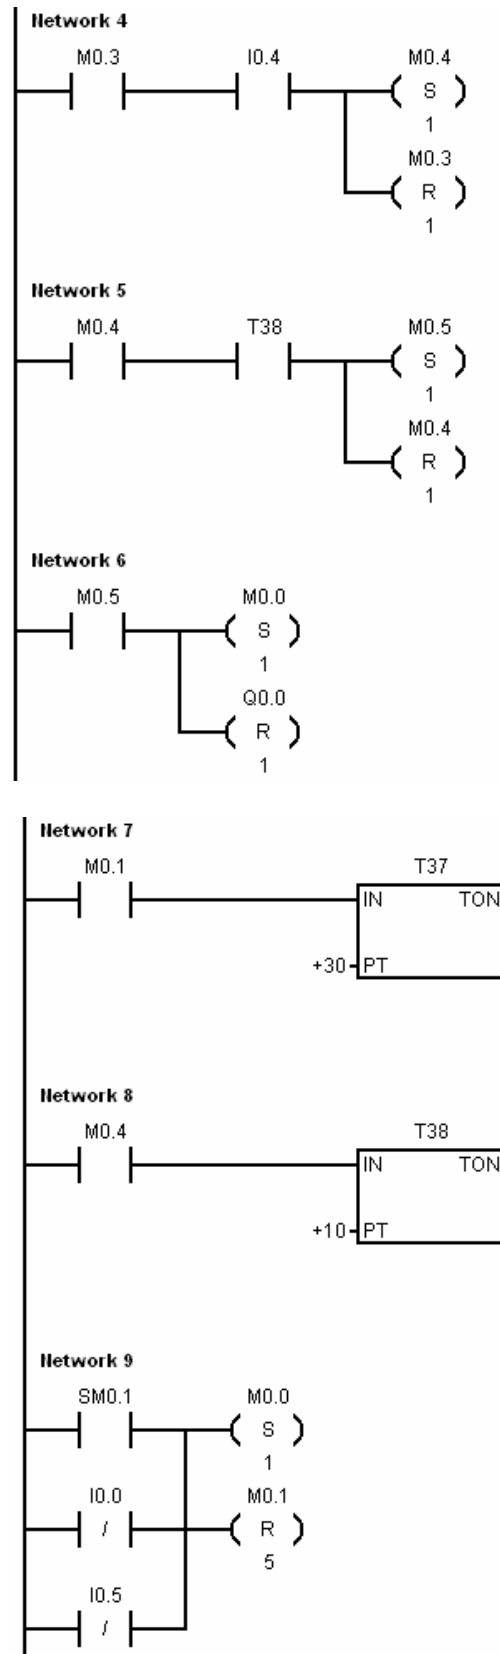 Network 4
M0.3 I0.4 M0.4
S
1
M0.3
R
1
Network 5
M0.4 T38 M0.5
S
1
M0.4
R
1
Network 6
M0.5 M0.0
S
1
Q0.0
R
1
Network 7
M0.1 T37
IN TON
+30 PT
Network 8
M0.4 T38
IN TON
+10 PT
Network 9
SM0.1 M0.0
S
1
I0.0 M0.1
/ R
5
I0.5
/